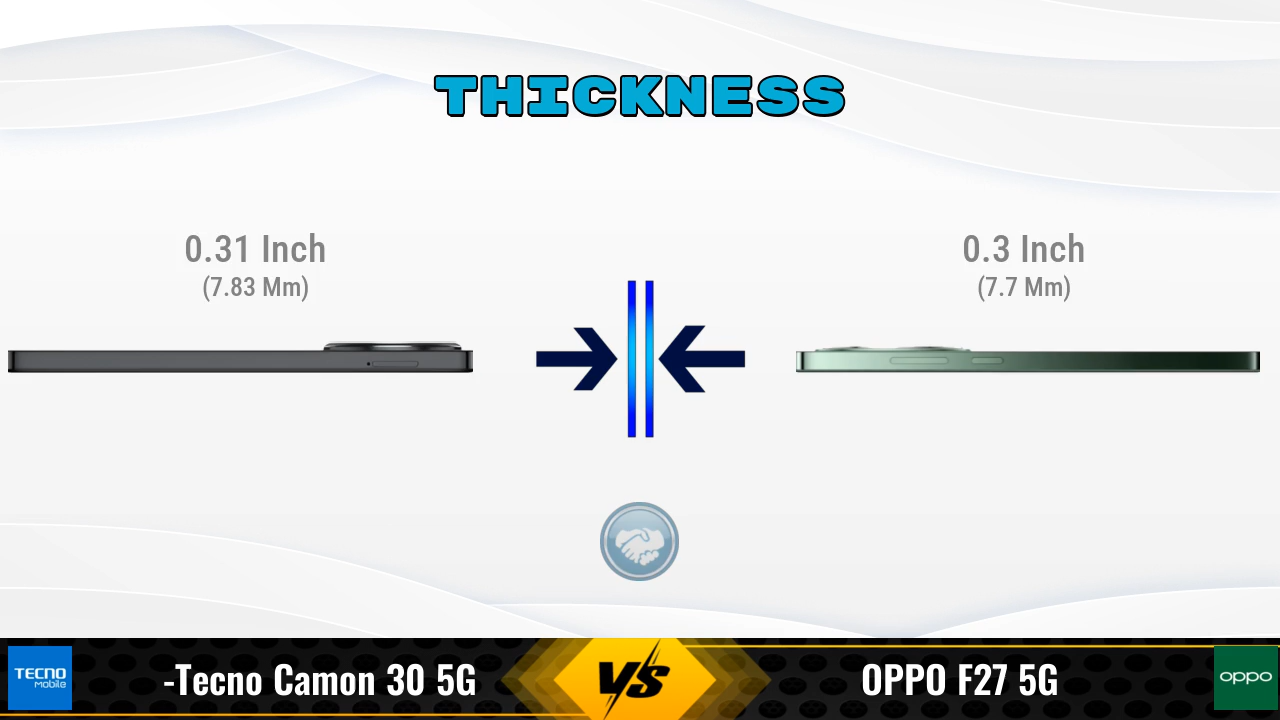 THICKNESS
0.31 Inch
(7.83 Mm)
0.3 Inch
(7.7 Mm)
TECNO
mobile
-Tecno Camon 30 5G
VS
OPPO F27 5G
oppo